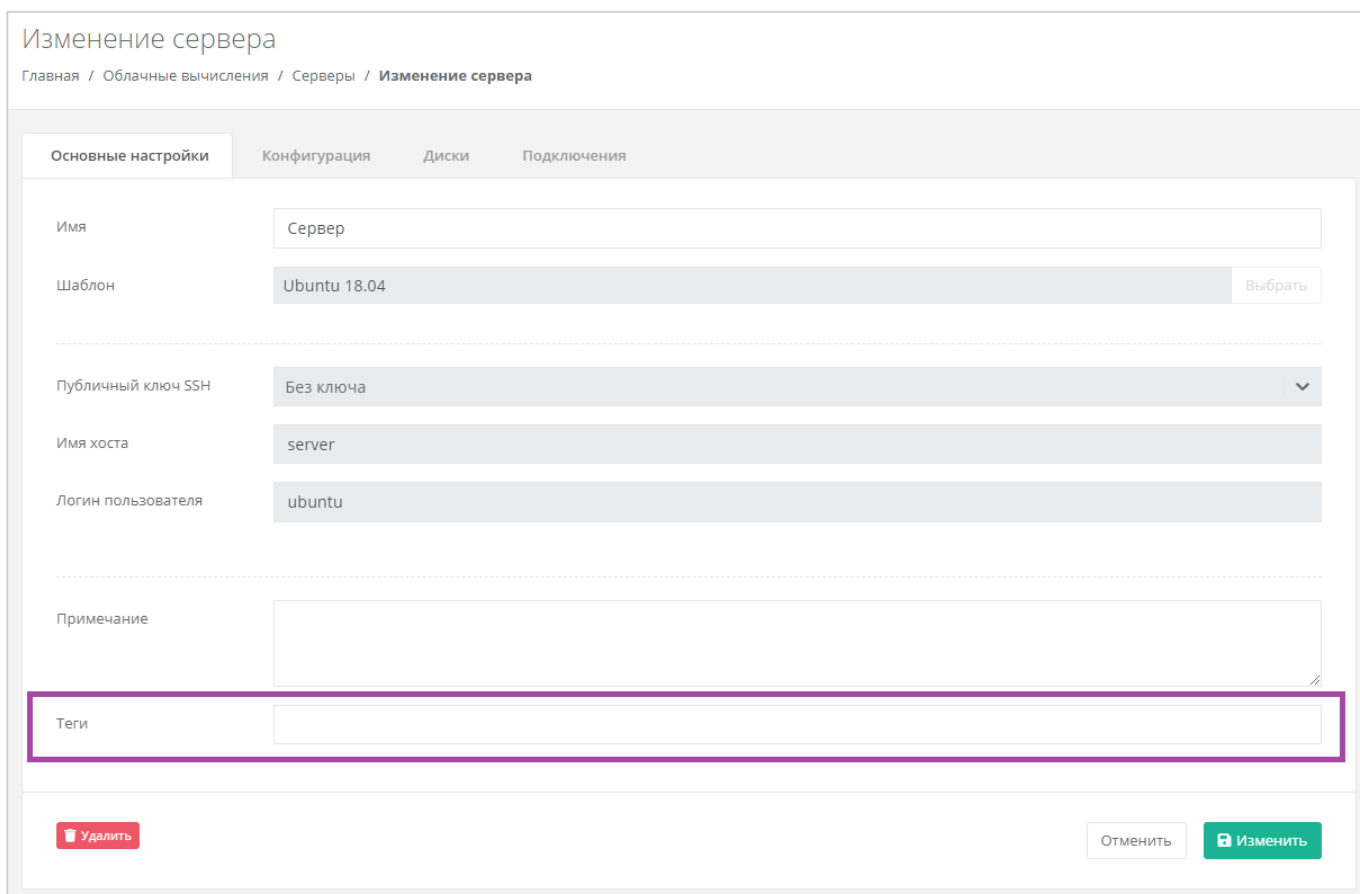 Изменение сервера
Главная / Облачные вычисления / Серверы / Изменение сервера
Основные настройки Конфигурация Диски Подключения
Имя Сервер
Шаблон Ubuntu 18.04 Выбрать
Публичный ключ SSH Без ключа
Имя хоста server
Логин пользователя ubuntu
Примечание
Теги
Удалить Отменить Изменить